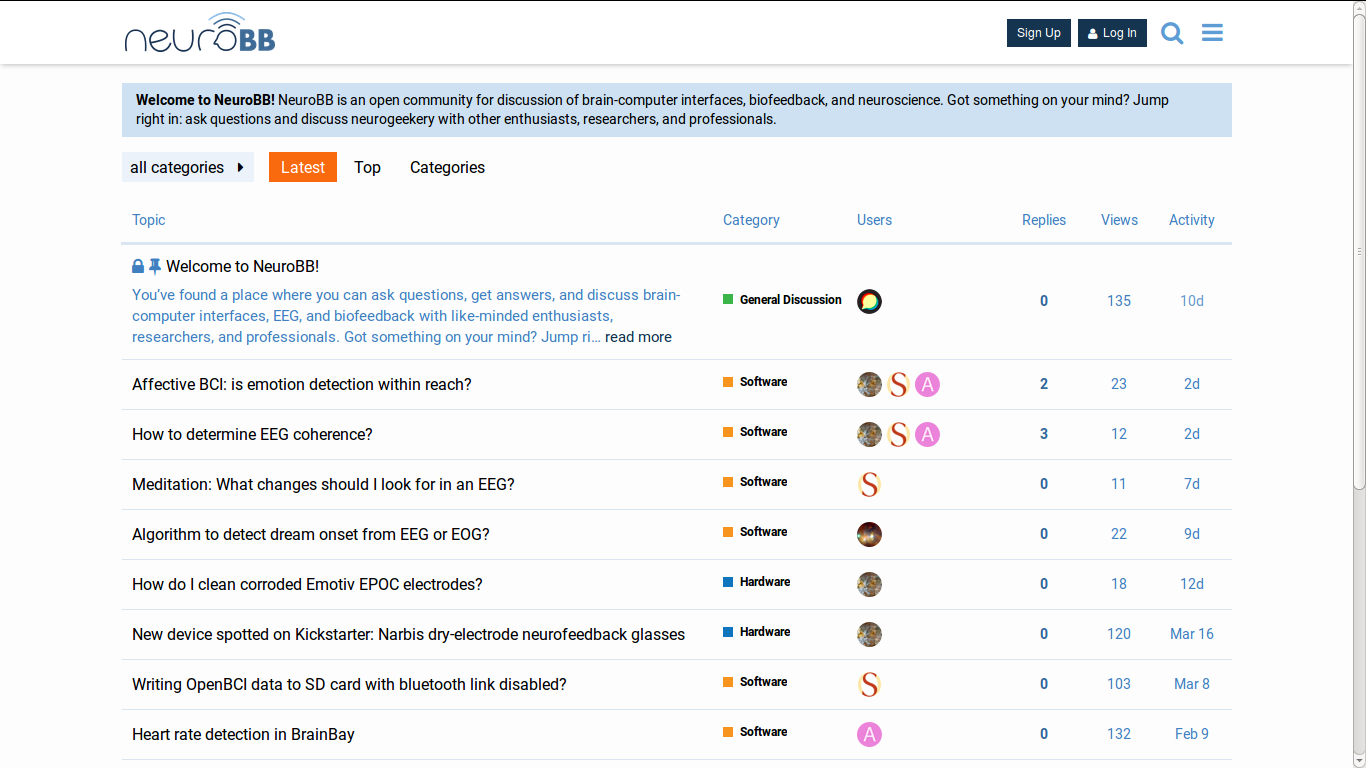 neuroBB
Sign Up
Log In
Welcome to NeuroBB! NeuroBB is an open community for discussion of brain-computer interfaces, biofeedback, and neuroscience. Got something on your mind? Jump
right in: ask questions and discuss neurogeekery with other enthusiasts, researchers, and professionals.
all categories Latest Top Categories
Topic Category Users Replies Views Activity
Welcome to NeuroBB!
You've found a place where you can ask questions, get answers, and discuss brain-
computer interfaces, EEG, and biofeedback with like-minded enthusiasts,
researchers, and professionals. Got something on your mind? Jump ri… read more
General Discussion 0 135 10d
Affective BCI: is emotion detection within reach? Software S A 2 23 2d
How to determine EEG coherence? Software S A 3 12 2d
Meditation: What changes should I look for in an EEG? Software S 0 11 7d
Algorithm to detect dream onset from EEG or EOG? Software 0 22 9d
How do I clean corroded Emotiv EPOC electrodes? Hardware 0 18 12d
New device spotted on Kickstarter: Narbis dry-electrode neurofeedback glasses Hardware 0 120 Mar 16
Writing OpenBCI data to SD card with bluetooth link disabled? Software S 0 103 Mar 8
Heart rate detection in BrainBay Software A 0 132 Feb 9